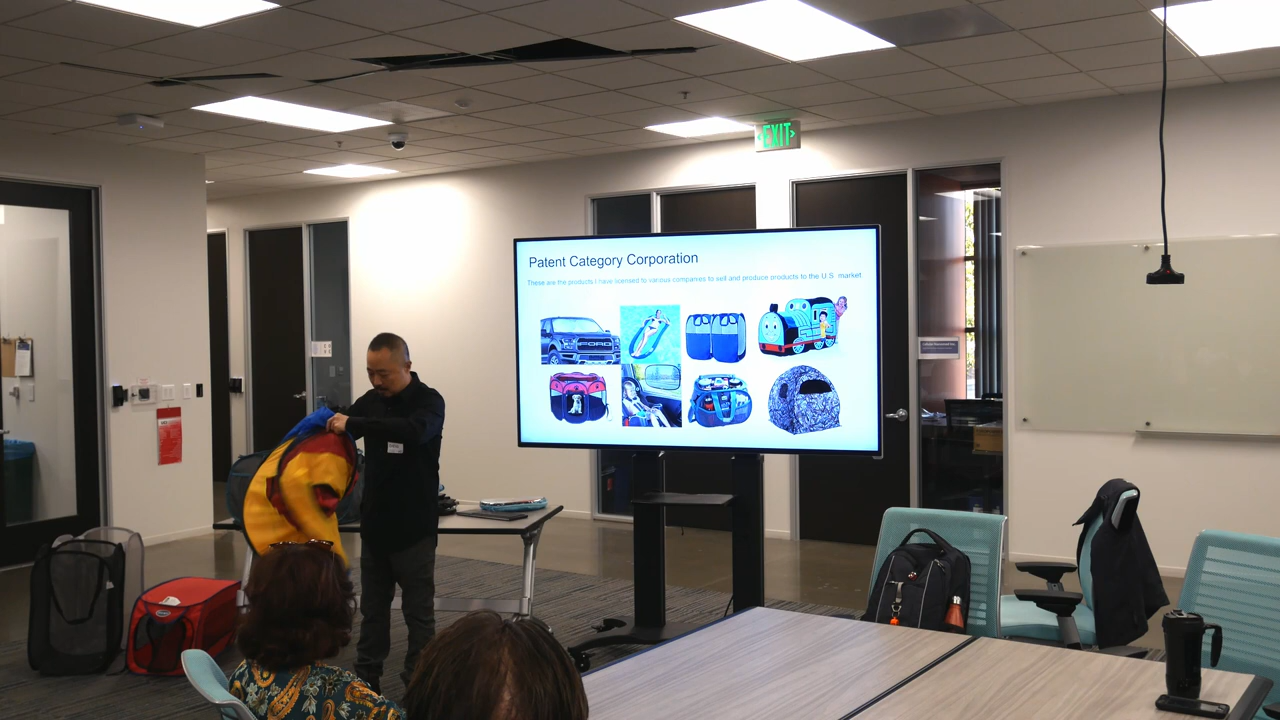 EXIT
Patent Category Corporation
These are the products I have licensed to various companies to sell and produce products to the U.S. market.
FORD